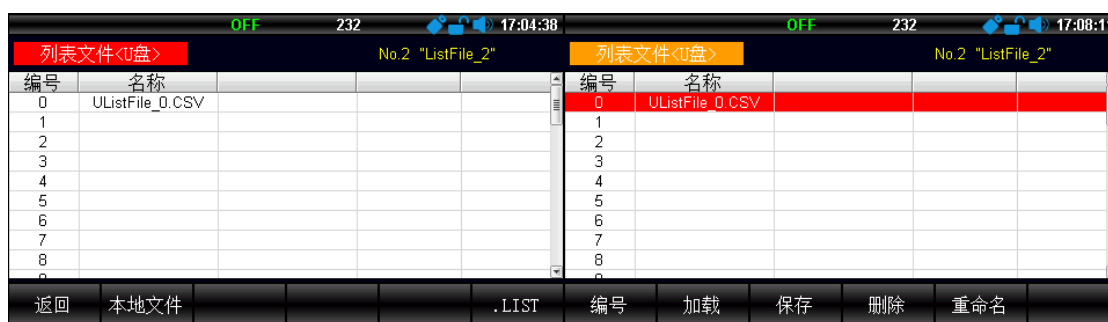 OFF 232 17:04:38
列表文件<U盘> No.2 "ListFile_2"
编号 名称
0 UListFile_0.CSV
1
2
3
4
5
6
7
8
返回 本地文件 .LIST
OFF 232 17:08:1
列表文件<U盘> No.2 "ListFile_2"
编号 名称
0 UListFile_0.CSV
1
2
3
4
5
6
7
8
编号 加载 保存 删除 重命名